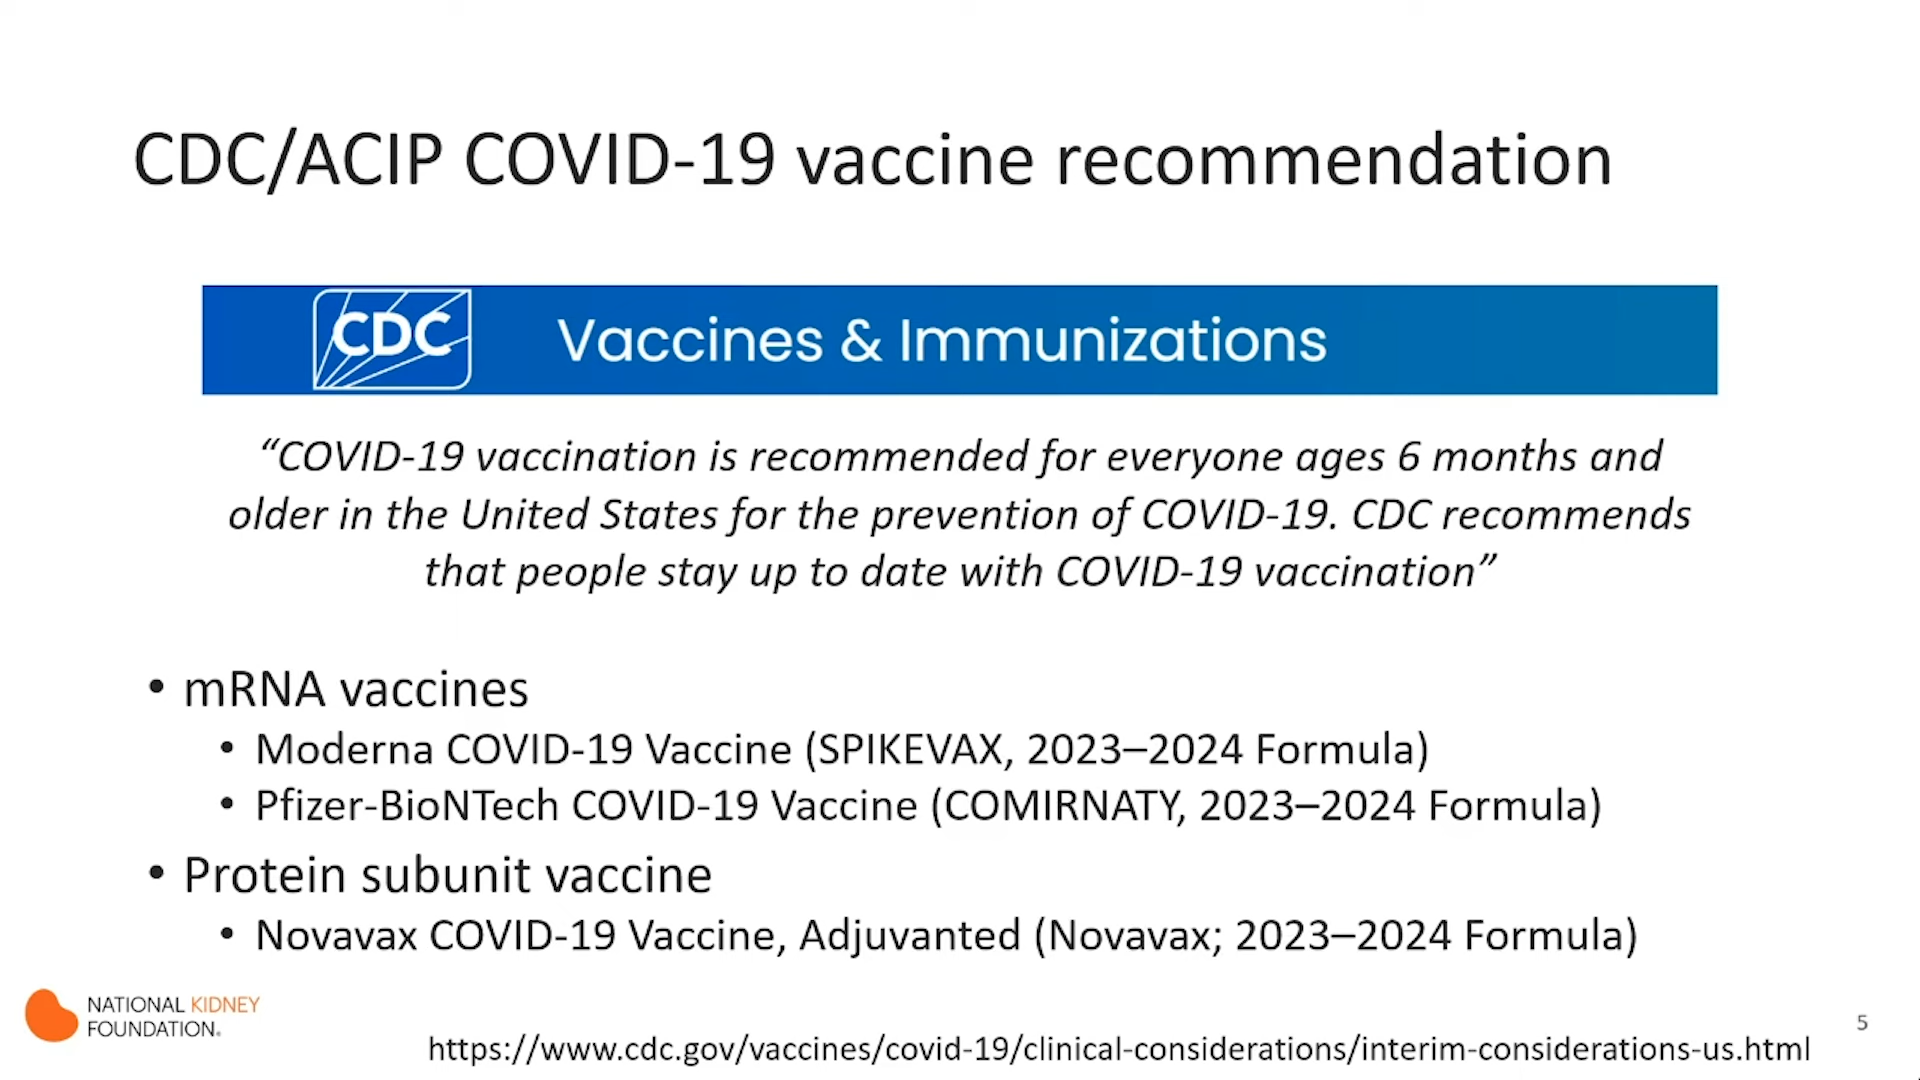 CDC/ACIP COVID-19 vaccine recommendation
CDC Vaccines & Immunizations
“COVID-19 vaccination is recommended for everyone ages 6 months and
older in the United States for the prevention of COVID-19. CDC recommends
that people stay up to date with COVID-19 vaccination”
• mRNA vaccines
• Moderna COVID-19 Vaccine (SPIKEVAX, 2023–2024 Formula)
• Pfizer-BioNTech COVID-19 Vaccine (COMIRNATY, 2023–2024 Formula)
• Protein subunit vaccine
• Novavax COVID-19 Vaccine, Adjuvanted (Novavax; 2023–2024 Formula)
NATIONAL KIDNEY
FOUNDATION®
5
https://www.cdc.gov/vaccines/covid-19/clinical-considerations/interim-considerations-us.html